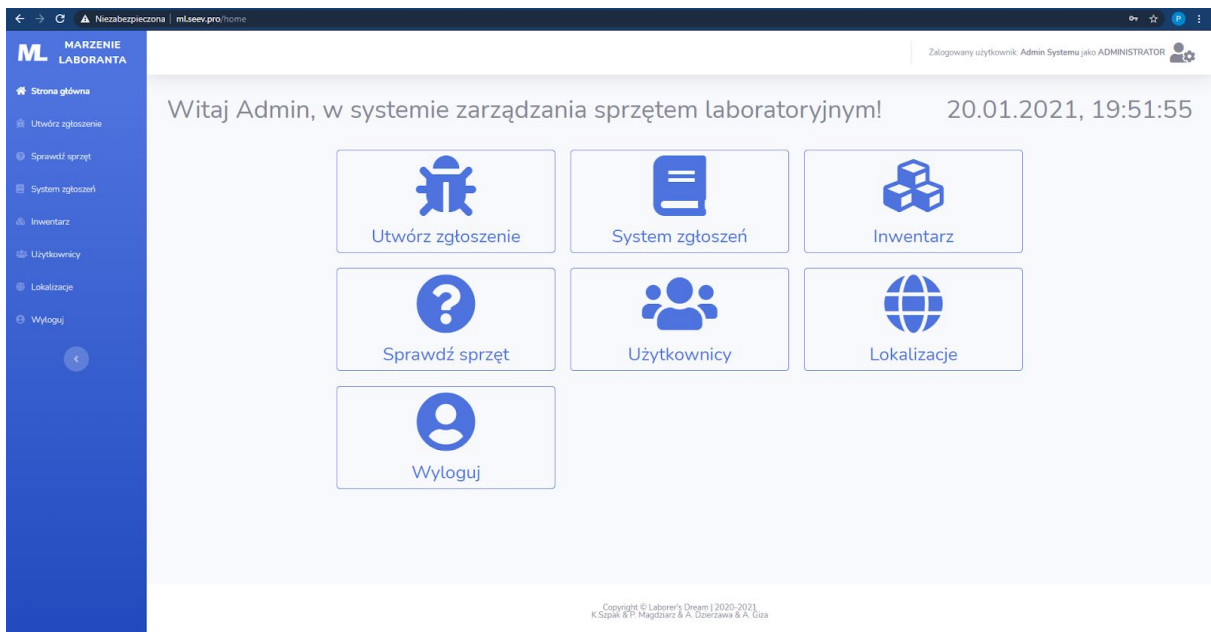 Niezabezpieczona | ml.seev.pro/home
P
ML MARZENIE LABORANTA
Zalogowany użytkownik: Admin Systemu jako ADMINISTRATOR
Strona główna
Utwórz zgłoszenie
Sprawdź sprzęt
System zgłoszeń
Inwentarz
Użytkownicy
Lokalizacje
Wyloguj
Witaj Admin, w systemie zarządzania sprzętem laboratoryjnym!
20.01.2021, 19:51:55
Utwórz zgłoszenie
System zgłoszeń
Inwentarz
Sprawdź sprzęt
Użytkownicy
Lokalizacje
Wyloguj
Copyright © Laborer's Dream | 2020-2021
K.Szpak & P. Magdziarz & A. Dzierzawa & A. Giza